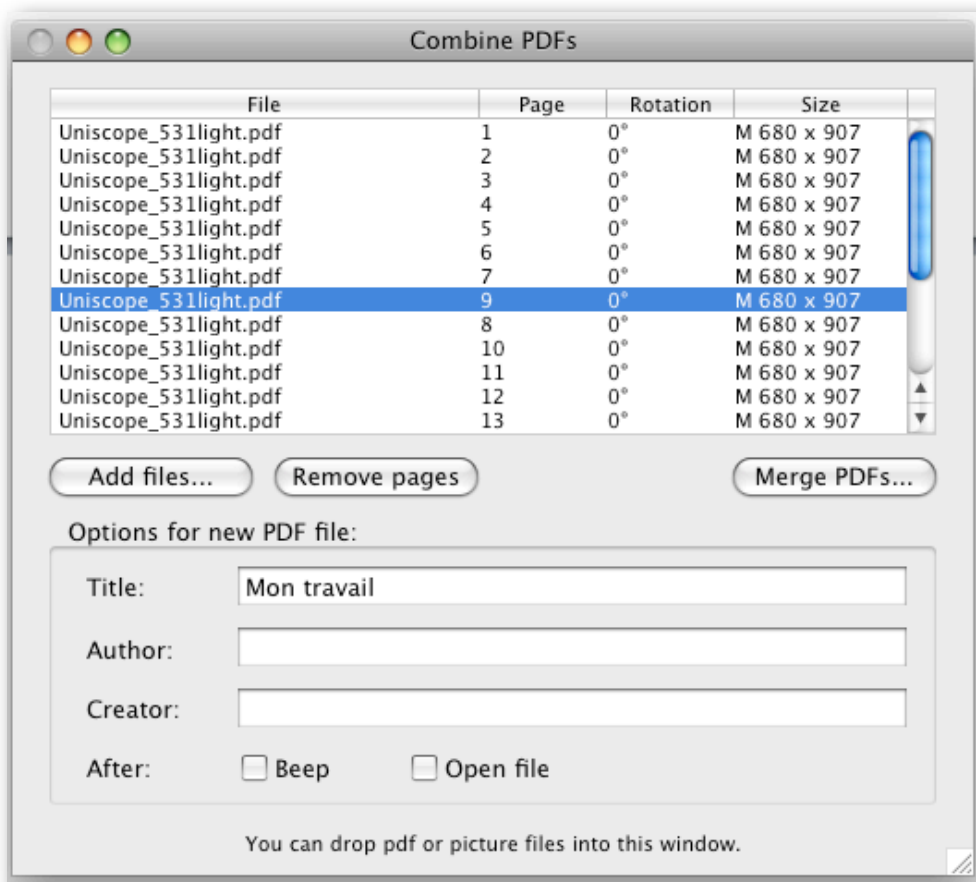 Combine PDFs
File Page Rotation Size
Uniscope_531light.pdf 1 0° M 680 x 907
Uniscope_531light.pdf 2 0° M 680 x 907
Uniscope_531light.pdf 3 0° M 680 x 907
Uniscope_531light.pdf 4 0° M 680 x 907
Uniscope_531light.pdf 5 0° M 680 x 907
Uniscope_531light.pdf 6 0° M 680 x 907
Uniscope_531light.pdf 7 0° M 680 x 907
Uniscope_531light.pdf 9 0° M 680 x 907
Uniscope_531light.pdf 8 0° M 680 x 907
Uniscope_531light.pdf 10 0° M 680 x 907
Uniscope_531light.pdf 11 0° M 680 x 907
Uniscope_531light.pdf 12 0° M 680 x 907
Uniscope_531light.pdf 13 0° M 680 x 907
Add files... Remove pages Merge PDFs...
Options for new PDF file:
Title: Mon travail
Author:
Creator:
After: Beep Open file
You can drop pdf or picture files into this window.